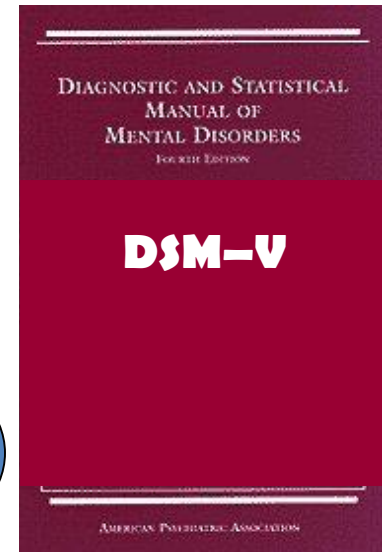 DIAGNOSTIC AND STATISTICAL
MANUAL OF
MENTAL DISORDERS
FOURTH EDITION
DSM–V
AMERICAN PSYCHIATRIC ASSOCIATION